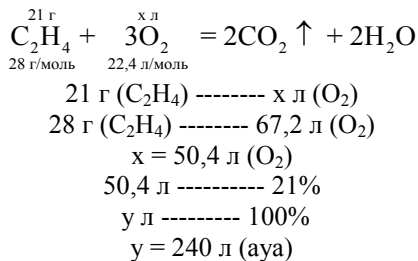 21 г x л
C₂H₄ + 3O₂ = 2CO₂ ↑ + 2H₂O
28 г/моль 22,4 л/моль
21 г (C₂H₄) -------- x л (O₂)
28 г (C₂H₄) -------- 67,2 л (O₂)
x = 50,4 л (O₂)
50,4 л ---------- 21%
y л --------- 100%
y = 240 л (ауа)